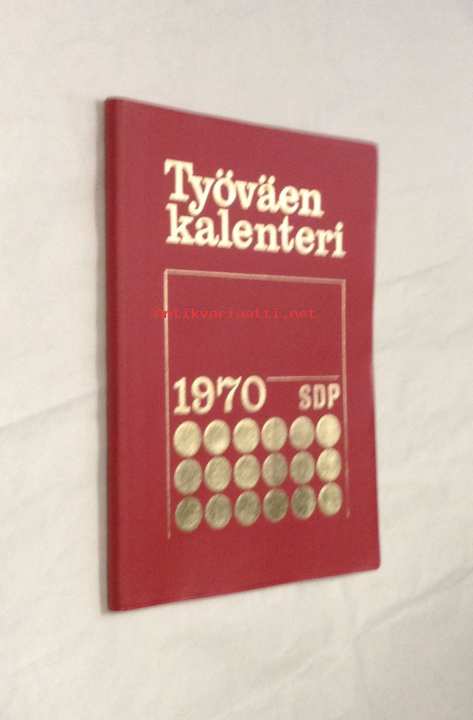 Työväen
kalenteri
antikvariaatti.net
1970 SDP